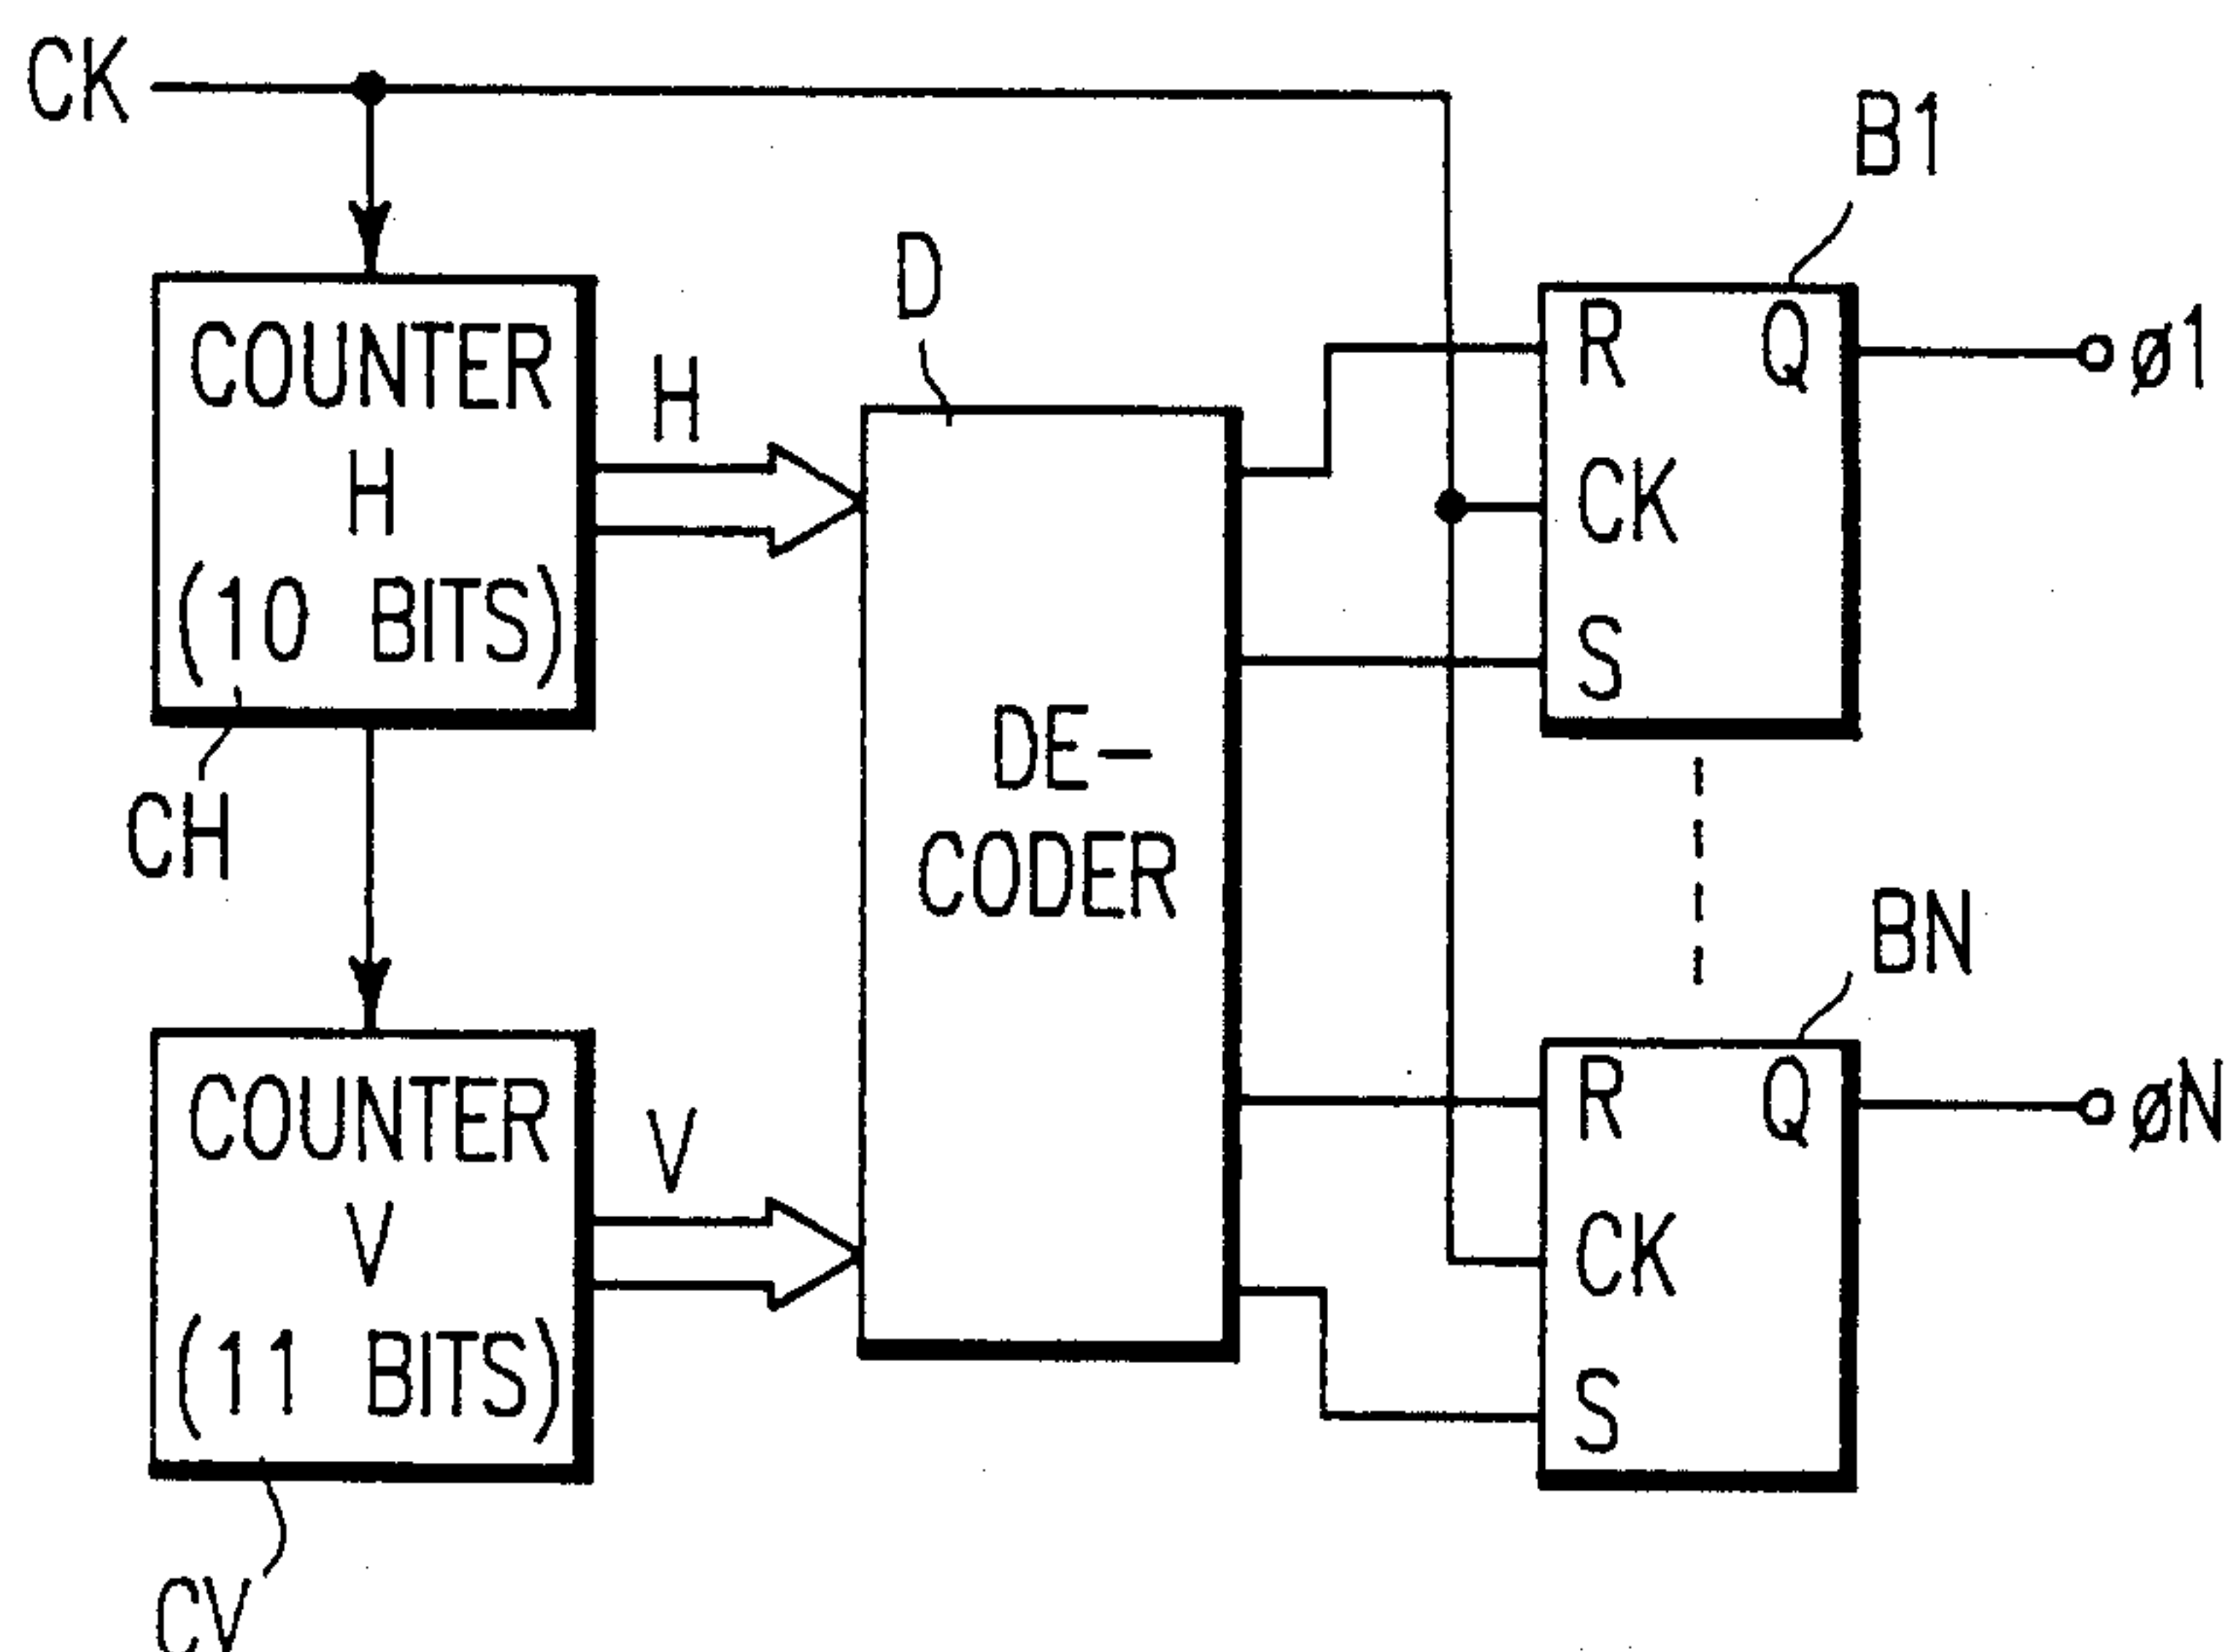 CK
COUNTER
H
(10 BITS)
CH
H
D
DE-
CODER
COUNTER
V
(11 BITS)
CV
V
B1
R Q
CK
S
ø1
BN
R Q
CK
S
øN